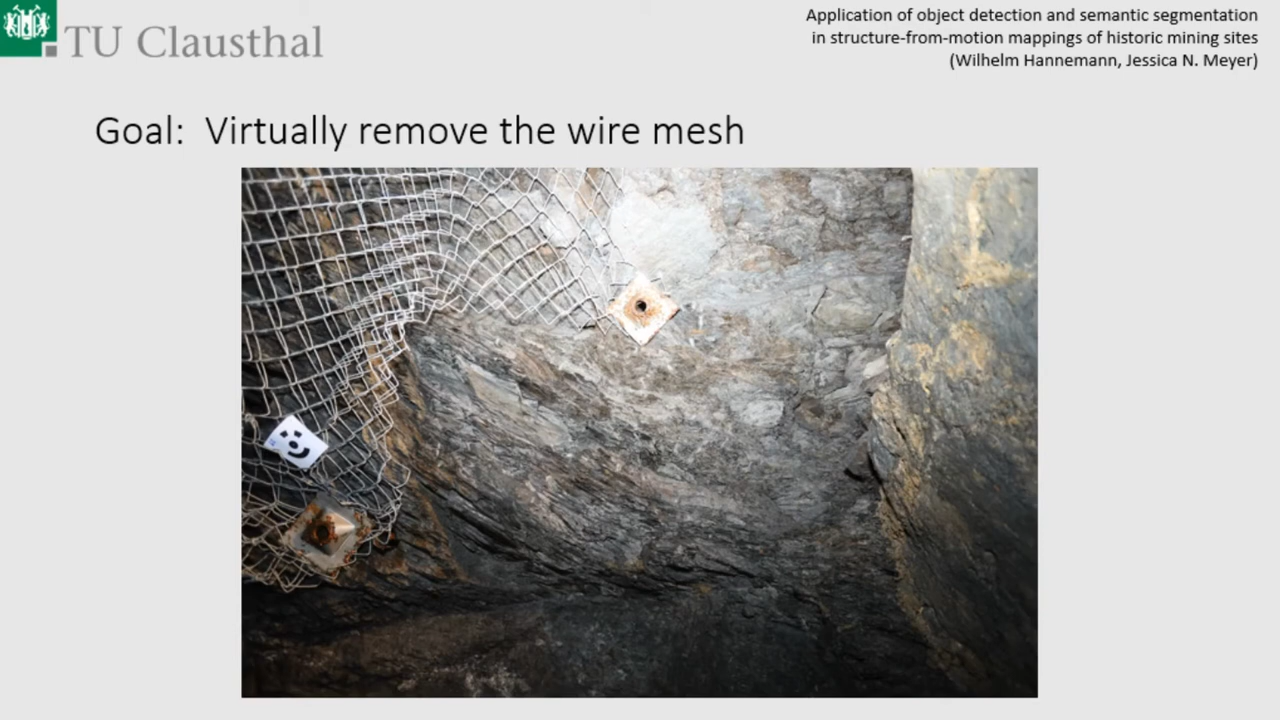 TU Clausthal
Application of object detection and semantic segmentation
in structure-from-motion mappings of historic mining sites
(Wilhelm Hannemann, Jessica N. Meyer)
Goal: Virtually remove the wire mesh